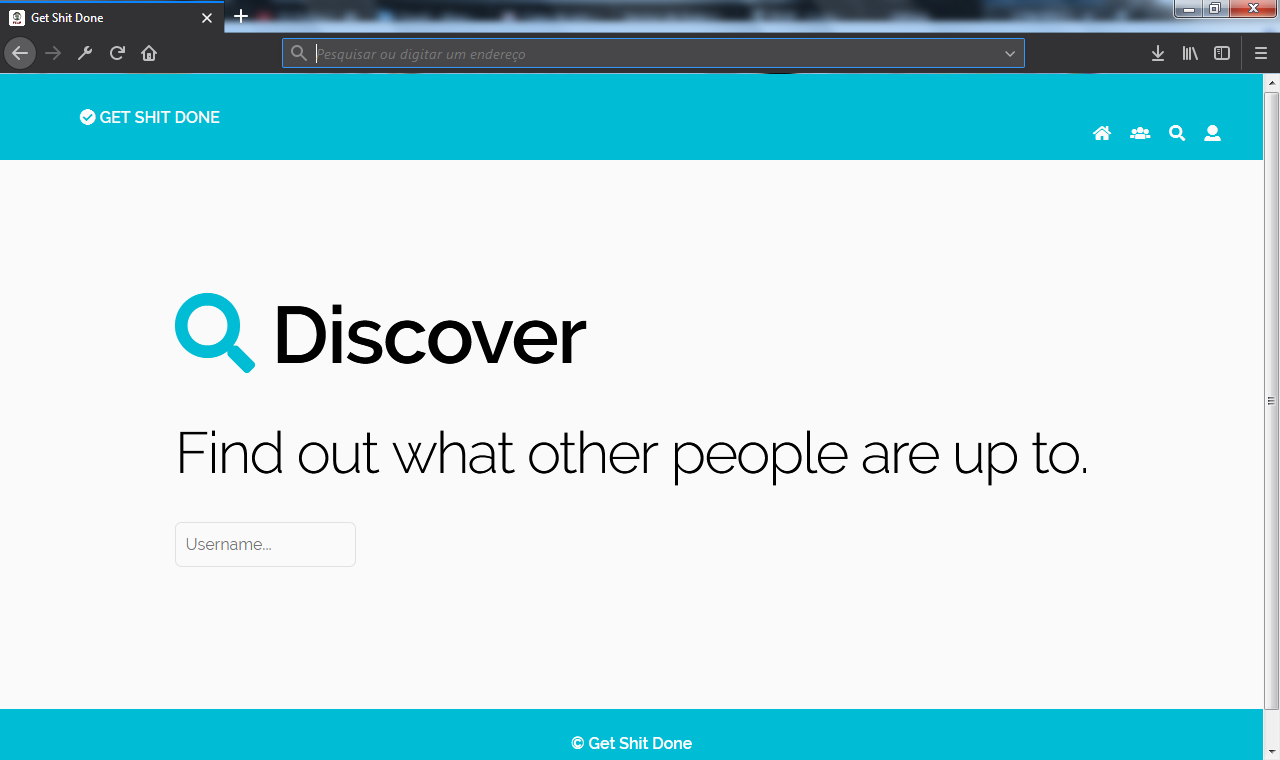 Get Shit Done
Pesquisar ou digitar um endereço
GET SHIT DONE
Discover
Find out what other people are up to.
Username...
© Get Shit Done